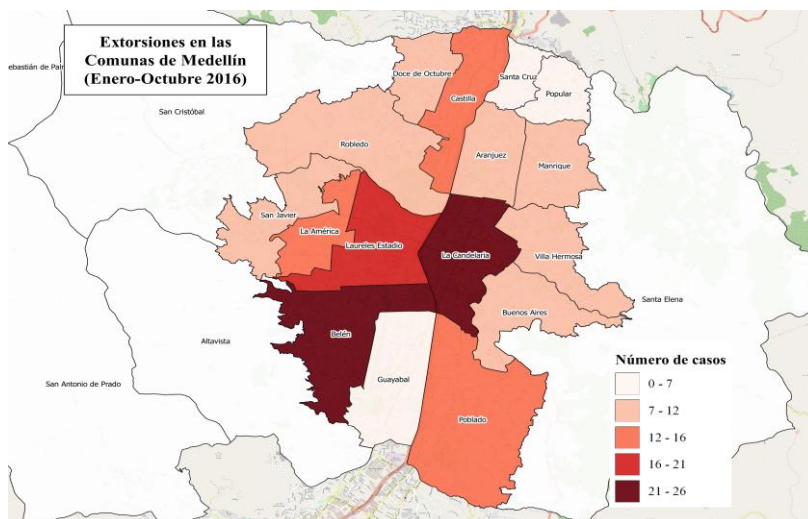 Extorsiones en las
Comunas de Medellín
(Enero-Octubre 2016)
ebastián de Pal
San Cristóbal
Doce de Octubre
Castilla
Santa Cruz
Popular
Robledo
Aranjuez
Manrique
San Javier
La América
Laureles Estadio
La Candelaria
Villa Hermosa
Santa Elena
Buenos Aires
Altavista
Belén
Guayabal
San Antonio de Prado
Poblado
Número de casos
0 - 7
7 - 12
12 - 16
16 - 21
21 - 26